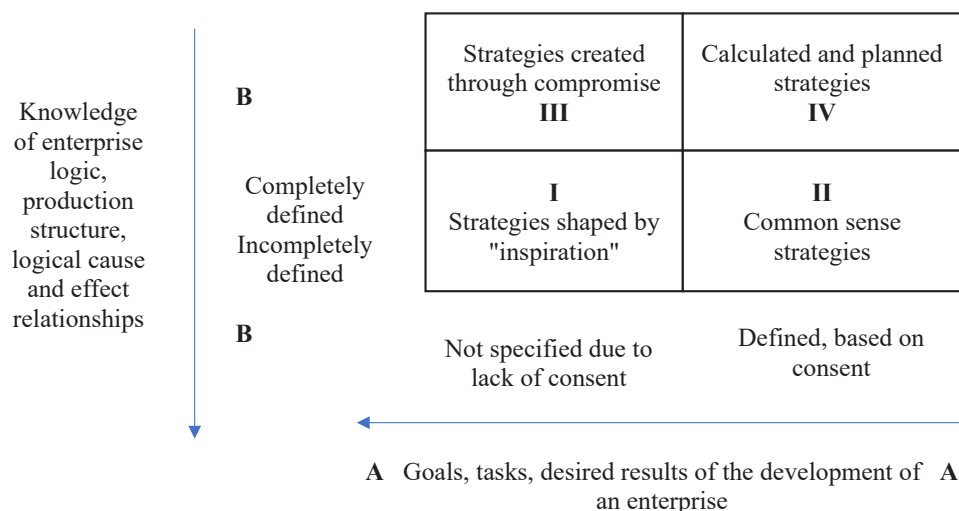 Knowledge
of enterprise
logic,
production
structure,
logical cause
and effect
relationships
B
Completely
defined
Incompletely
defined
B
Strategies created
through compromise
III
Calculated and planned
strategies
IV
I
Strategies shaped by
"inspiration"
II
Common sense
strategies
Not specified due to
lack of consent
Defined, based on
consent
A Goals, tasks, desired results of the development of A
an enterprise